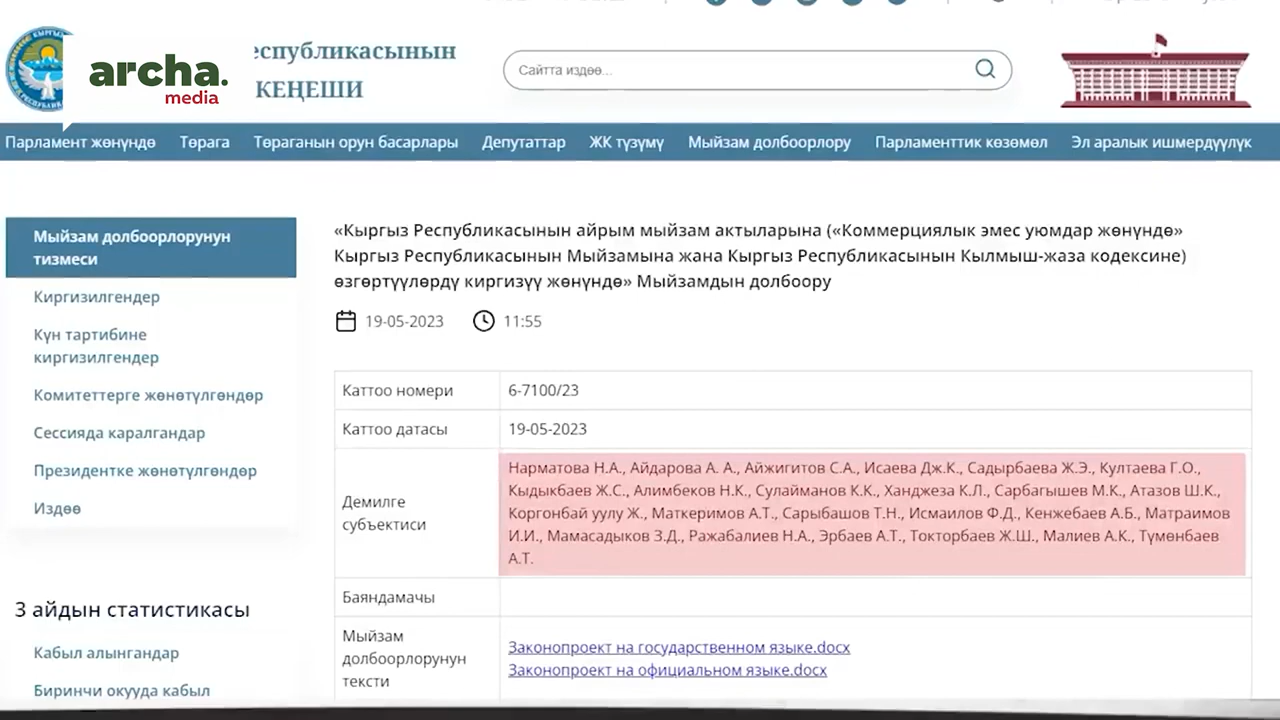 archa.
media
еспубликасынын
КЕҢЕШИ
Сайтта издөө...
Парламент жөнүндө Төрага Төраганын орун басарлары Депутаттар ЖК түзүмү Мыйзам долбоорлору Парламенттик көзөмөл Эл аралык ишмердүүлүк
Мыйзам долбоорлорунун
тизмеси
Киргизилгендер
Күн тартибине
киргизилгендер
Комитеттерге жөнөтүлгөндөр
Сессияда каралгандар
Президентке жөнөтүлгөндөр
Издөө
3 айдын статистикасы
Кабыл алынгандар
Биринчи окууда кабыл
«Кыргыз Республикасынын айрым мыйзам актыларына («Коммерциялык эмес уюмдар жөнүндө»
Кыргыз Республикасынын Мыйзамына жана Кыргыз Республикасынын Кылмыш-жаза кодексине)
өзгөртүүлөрдү киргизүү жөнүндө» Мыйзамдын долбоору
19-05-2023 11:55
Каттоо номери 6-7100/23
Каттоо датасы 19-05-2023
Демилге
субъектиси
Нарматова Н.А., Айдарова А. А., Айжигитов С.А., Исаева Дж.К., Садырбаева Ж.Э., Култаева Г.О.,
Кыдыкбаев Ж.С., Алимбеков Н.К., Сулайманов К.К., Ханджеза К.Л., Сарбагышев М.К., Атазов Ш.К.,
Коргонбай уулу Ж., Маткеримов А.Т., Сарыбашов Т.Н., Исмаилов Ф.Д., Кенжебаев А.Б., Матраимов
И.И., Мамасадыков З.Д., Ражабалиев Н.А., Эрбаев А.Т., Токторбаев Ж.Ш., Малиев А.К., Түмөнбаев
А.Т.
Баяндамачы
Мыйзам
долбоорлорунун
тексти
Законопроект на государственном языке.docx
Законопроект на официальном языке.docx